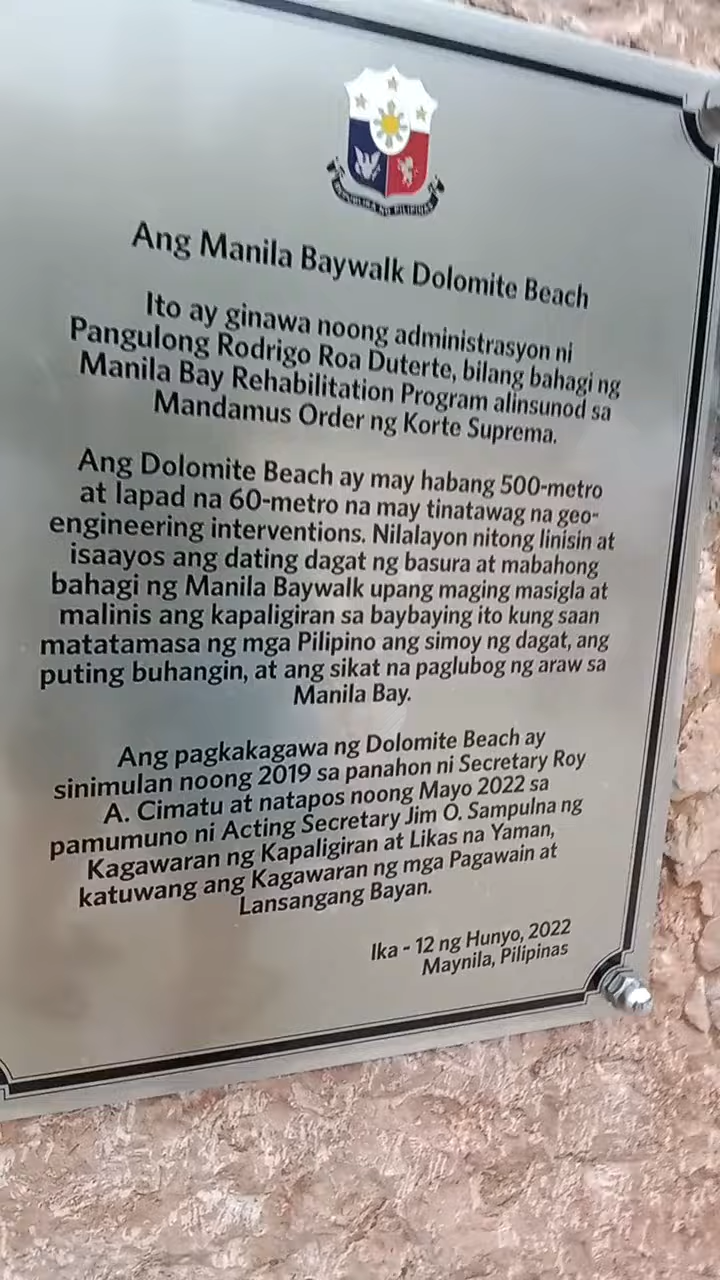 REPUBLIKA NG PILIPINAS
Ang Manila Baywalk Dolomite Beach
Ito ay ginawa noong administrasyon ni
Pangulong Rodrigo Roa Duterte, bilang bahagi ng
Manila Bay Rehabilitation Program alinsunod sa
Mandamus Order ng Korte Suprema.
Ang Dolomite Beach ay may habang 500-metro
at lapad na 60-metro na may tinatawag na geo-
engineering interventions. Nilalayon nitong linisin at
isaayos ang dating dagat ng basura at mabahong
bahagi ng Manila Baywalk upang maging masigla at
malinis ang kapaligiran sa baybaying ito kung saan
matatamasa ng mga Pilipino ang simoy ng dagat, ang
puting buhangin, at ang sikat na paglubog ng araw sa
Manila Bay.
Ang pagkakagawa ng Dolomite Beach ay
sinimulan noong 2019 sa panahon ni Secretary Roy
A. Cimatu at natapos noong Mayo 2022 sa
pamumuno ni Acting Secretary Jim O. Sampulna ng
Kagawaran ng Kapaligiran at Likas na Yaman,
katuwang ang Kagawaran ng mga Pagawain at
Lansangang Bayan.
Ika - 12 ng Hunyo, 2022
Maynila, Pilipinas